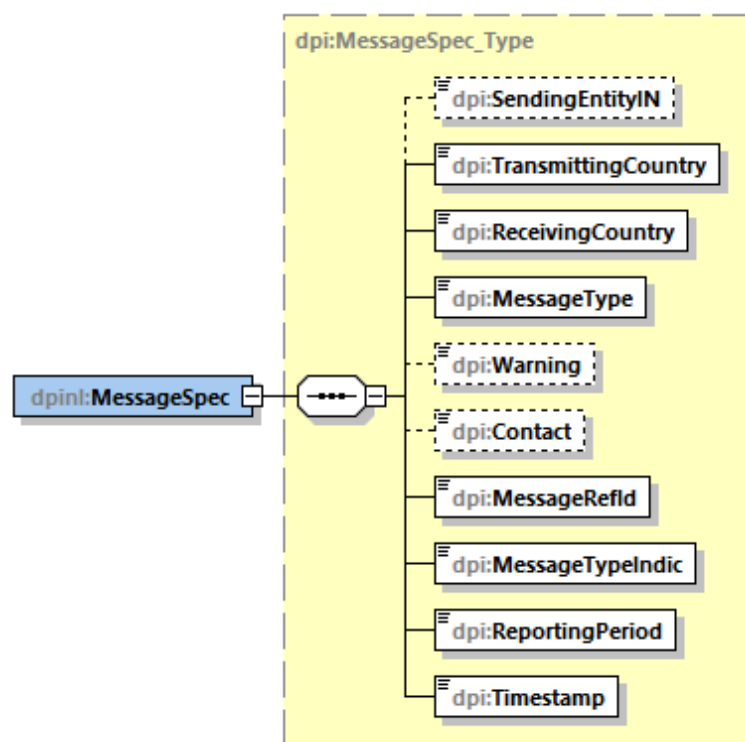 dpi:MessageSpec_Type
dpi:SendingEntityIN
dpi:TransmittingCountry
dpi:ReceivingCountry
dpi:MessageType
dpi:Warning
dpinl:MessageSpec
dpi:Contact
dpi:MessageRefId
dpi:MessageTypeIndic
dpi:ReportingPeriod
dpi:Timestamp